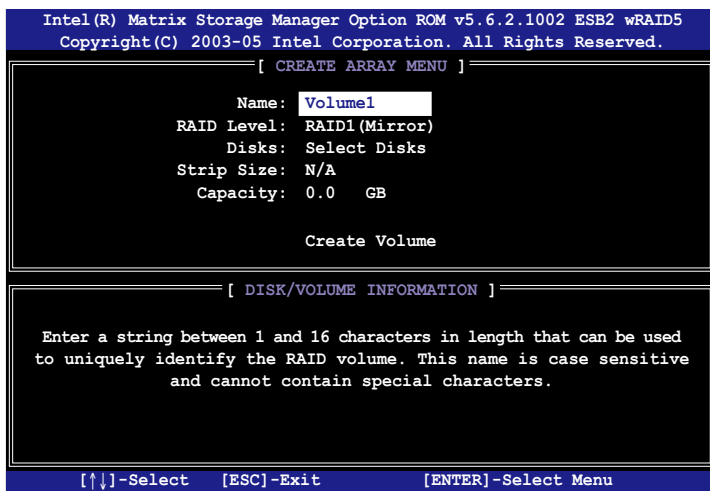 Intel(R) Matrix Storage Manager Option ROM v5.6.2.1002 ESB2 wRAID5
Copyright(C) 2003-05 Intel Corporation. All Rights Reserved.
[ CREATE ARRAY MENU ]
Name: Volume1
RAID Level: RAID1(Mirror)
Disks: Select Disks
Strip Size: N/A
Capacity: 0.0 GB
Create Volume
[ DISK/VOLUME INFORMATION ]
Enter a string between 1 and 16 characters in length that can be used
to uniquely identify the RAID volume. This name is case sensitive
and cannot contain special characters.
[↑↓]-Select [ESC]-Exit [ENTER]-Select Menu